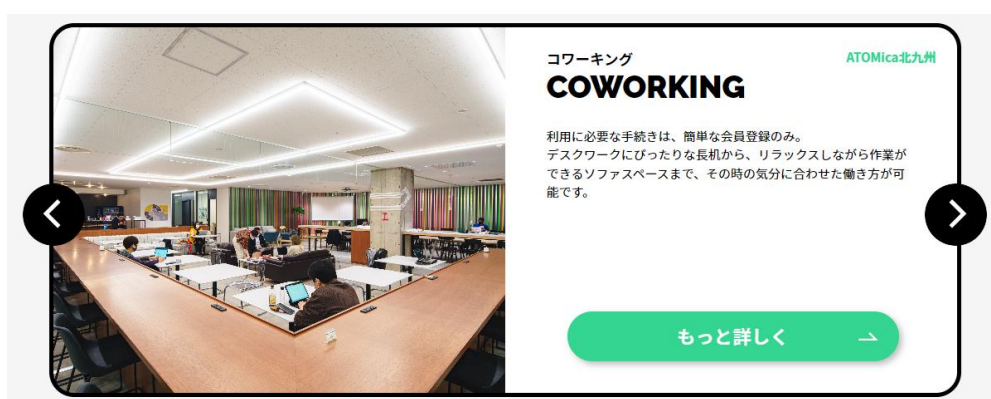 コワーキング
ATOMica北九州
COWORKING
利用に必要な手続きは、簡単な会員登録のみ。
デスクワークにぴったりな長机から、リラックスしながら作業が
できるソファスペースまで、その時の気分に合わせた働き方が可
能です。
もっと詳しく